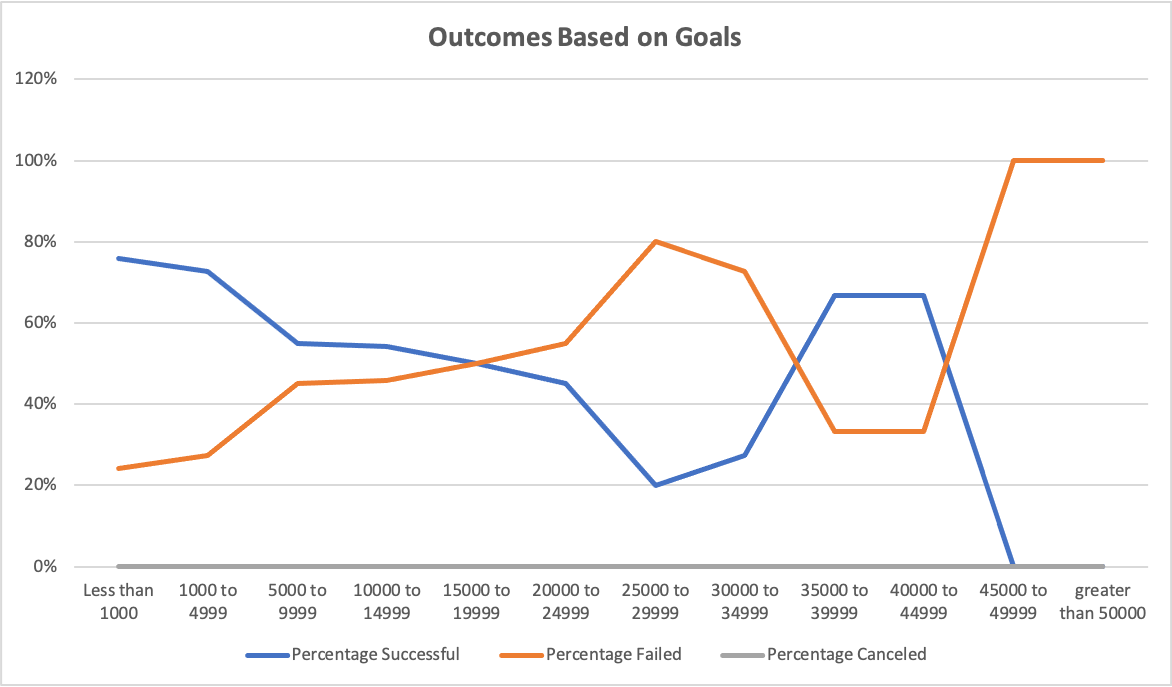 Outcomes Based on Goals
120%
100%
80%
60%
40%
20%
0%
Less than
1000
1000 to
4999
5000 to
9999
10000 to
14999
15000 to
19999
20000 to
24999
25000 to
29999
30000 to
34999
35000 to
39999
40000 to
44999
45000 to
49999
greater
than 50000
Percentage Successful
Percentage Failed
Percentage Canceled